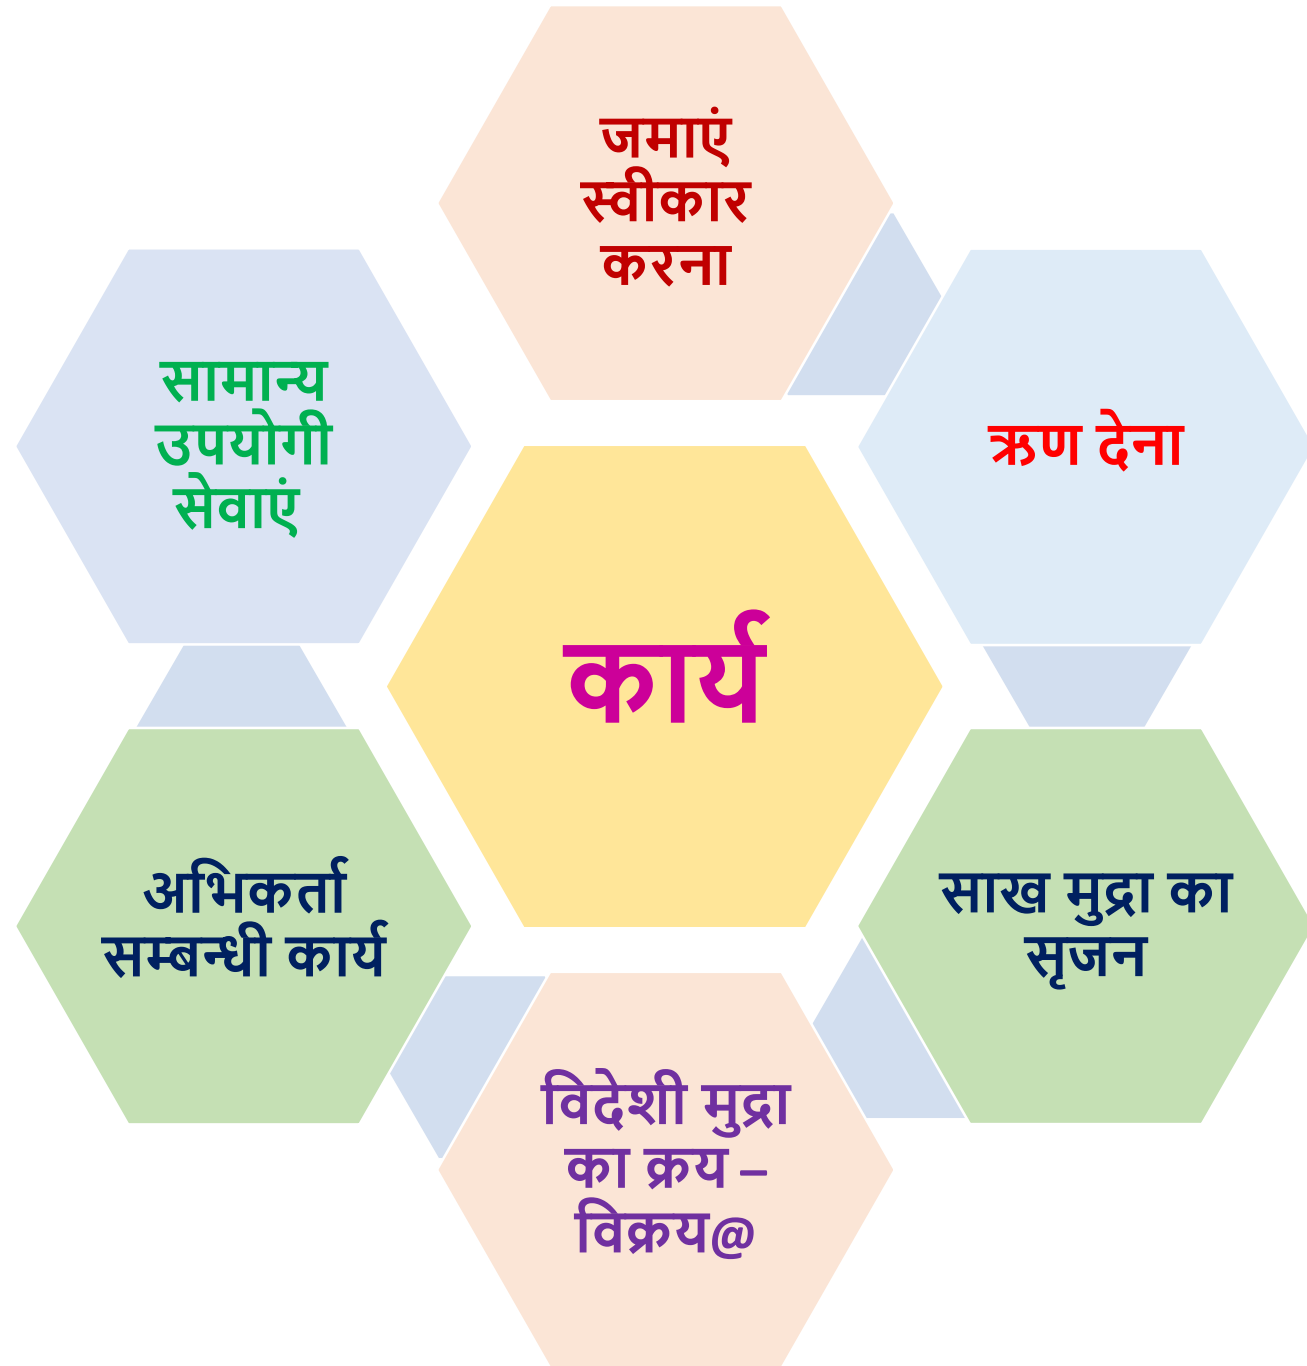 जमाएं
स्वीकार
करना
ऋण देना
साख मुद्रा का
सृजन
विदेशी मुद्रा
का क्रय –
विक्रय@
अभिकर्ता
सम्बन्धी कार्य
सामान्य
उपयोगी
सेवाएं
कार्य